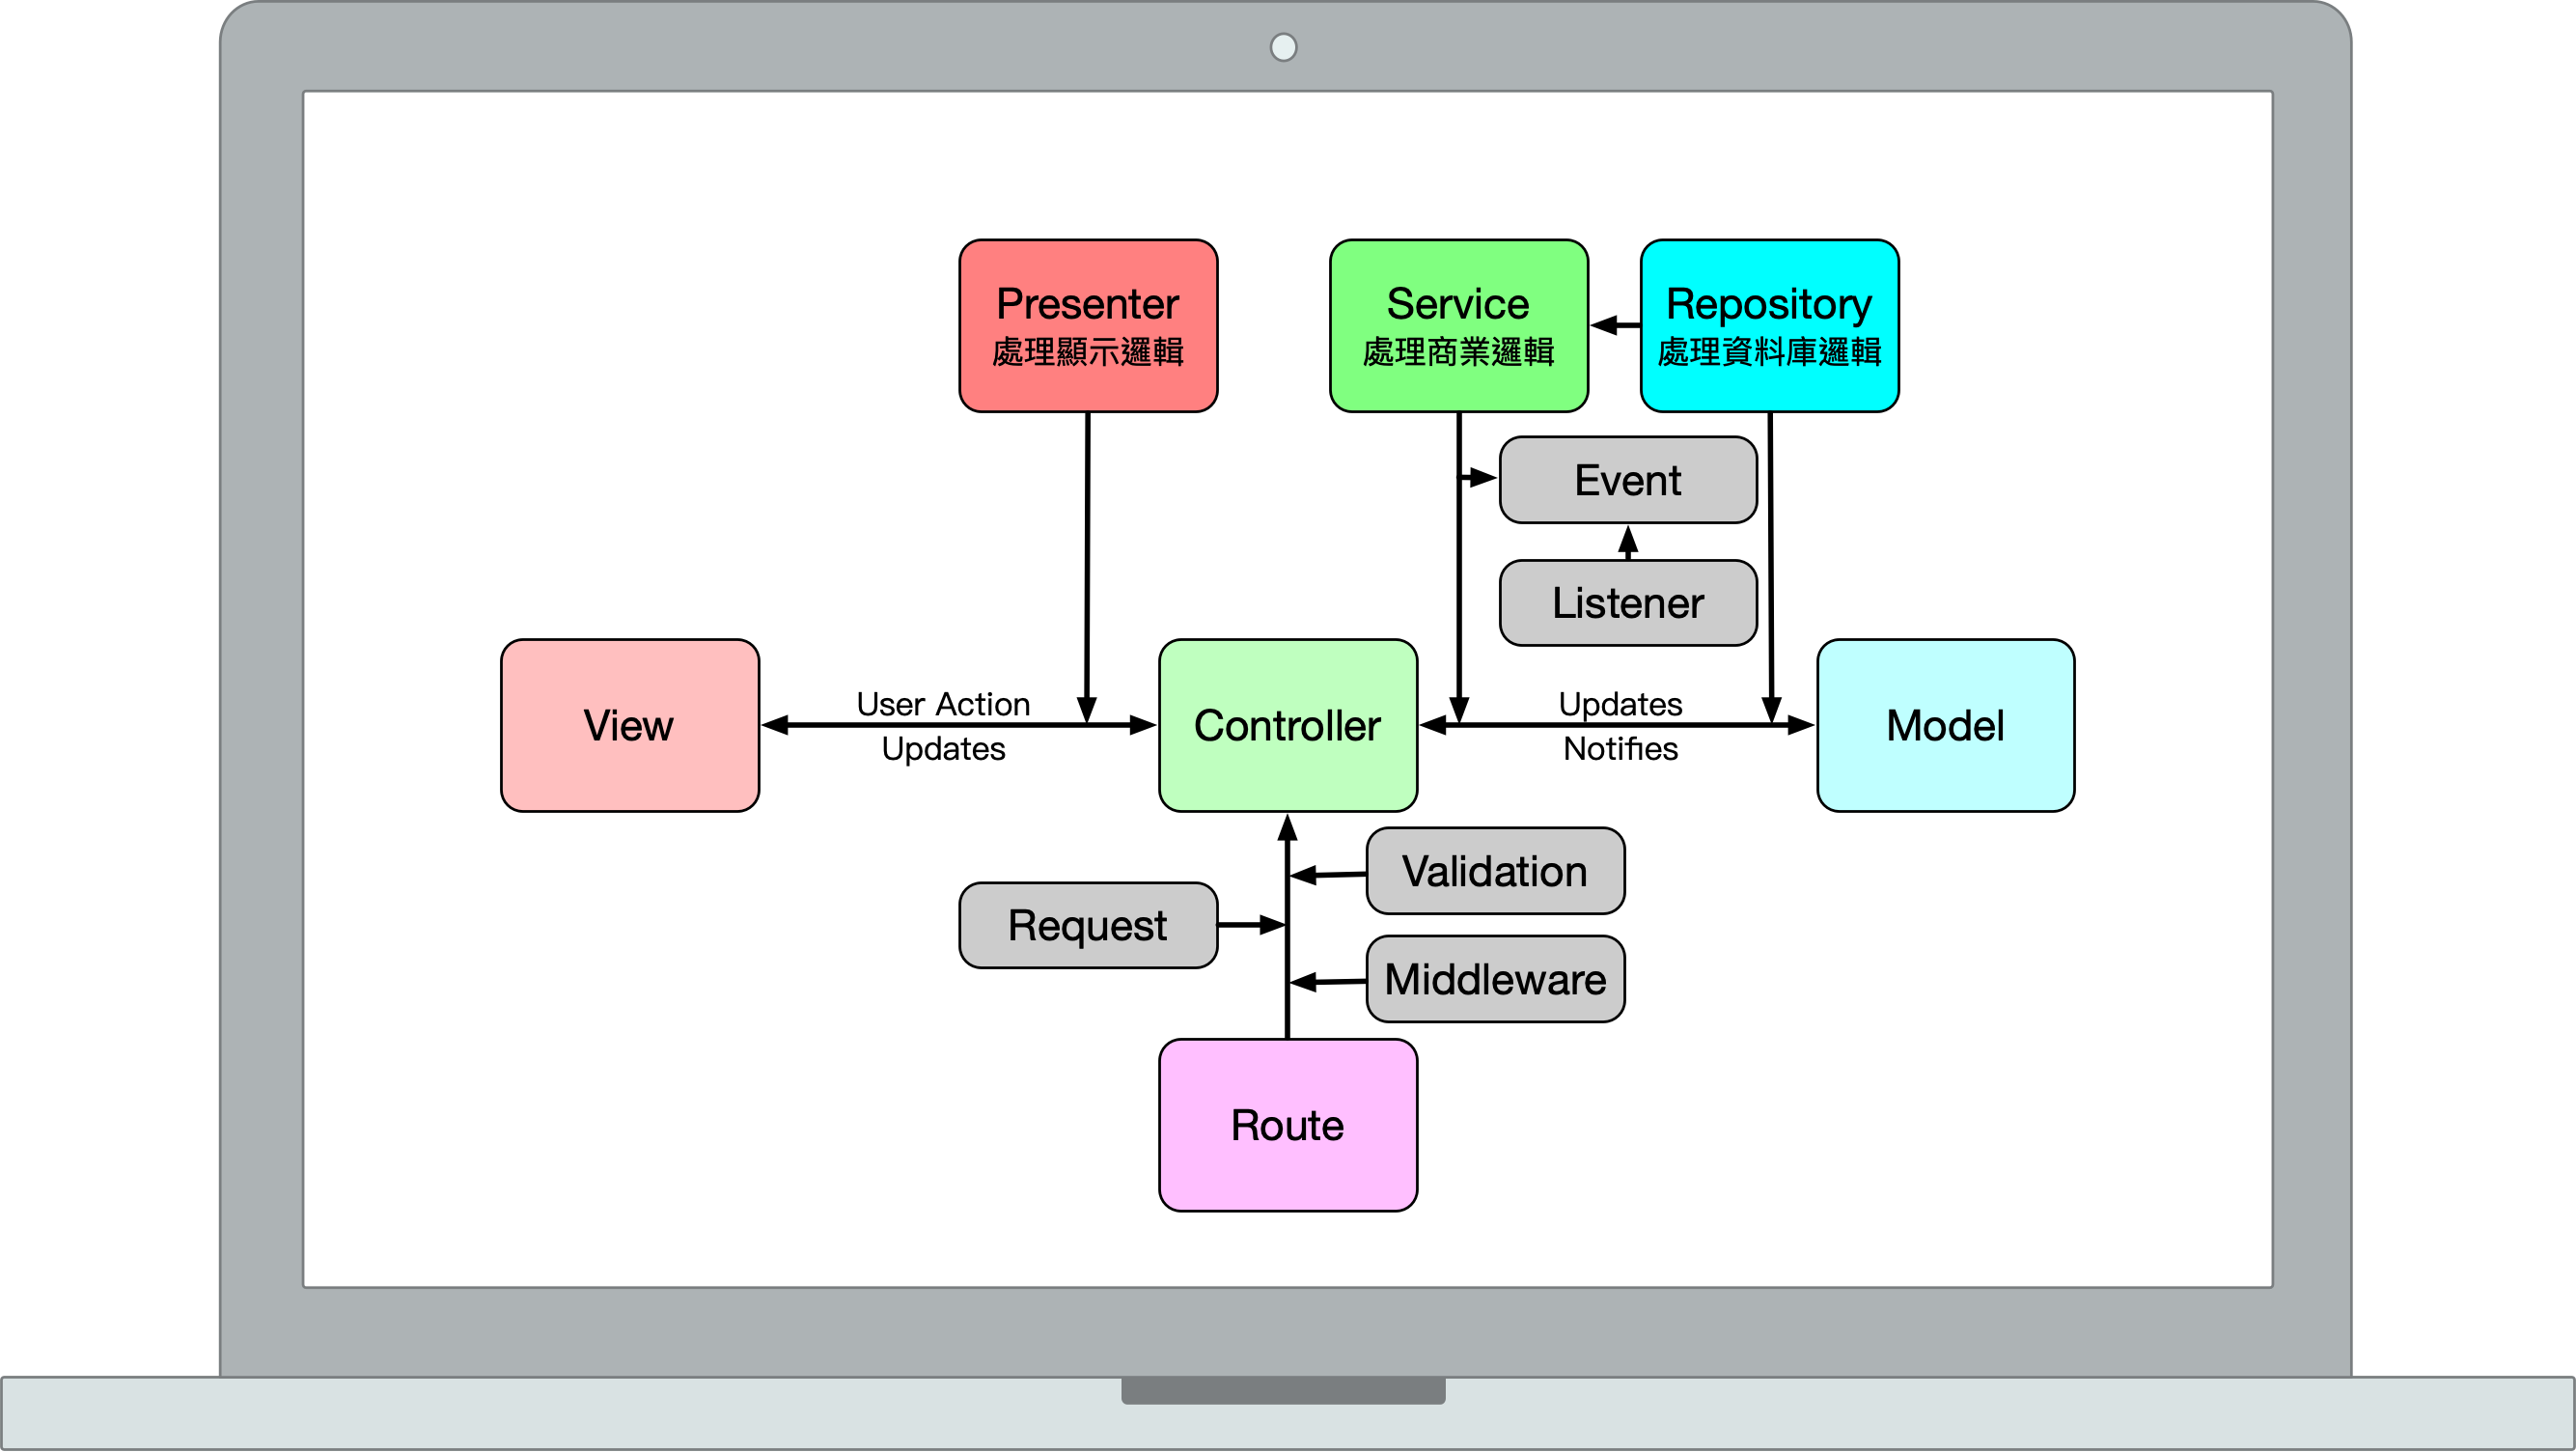 Presenter
處理顯示邏輯
Service
處理商業邏輯
Repository
處理資料庫邏輯
Event
Listener
View
User Action
Updates
Controller
Updates
Notifies
Model
Validation
Request
Middleware
Route